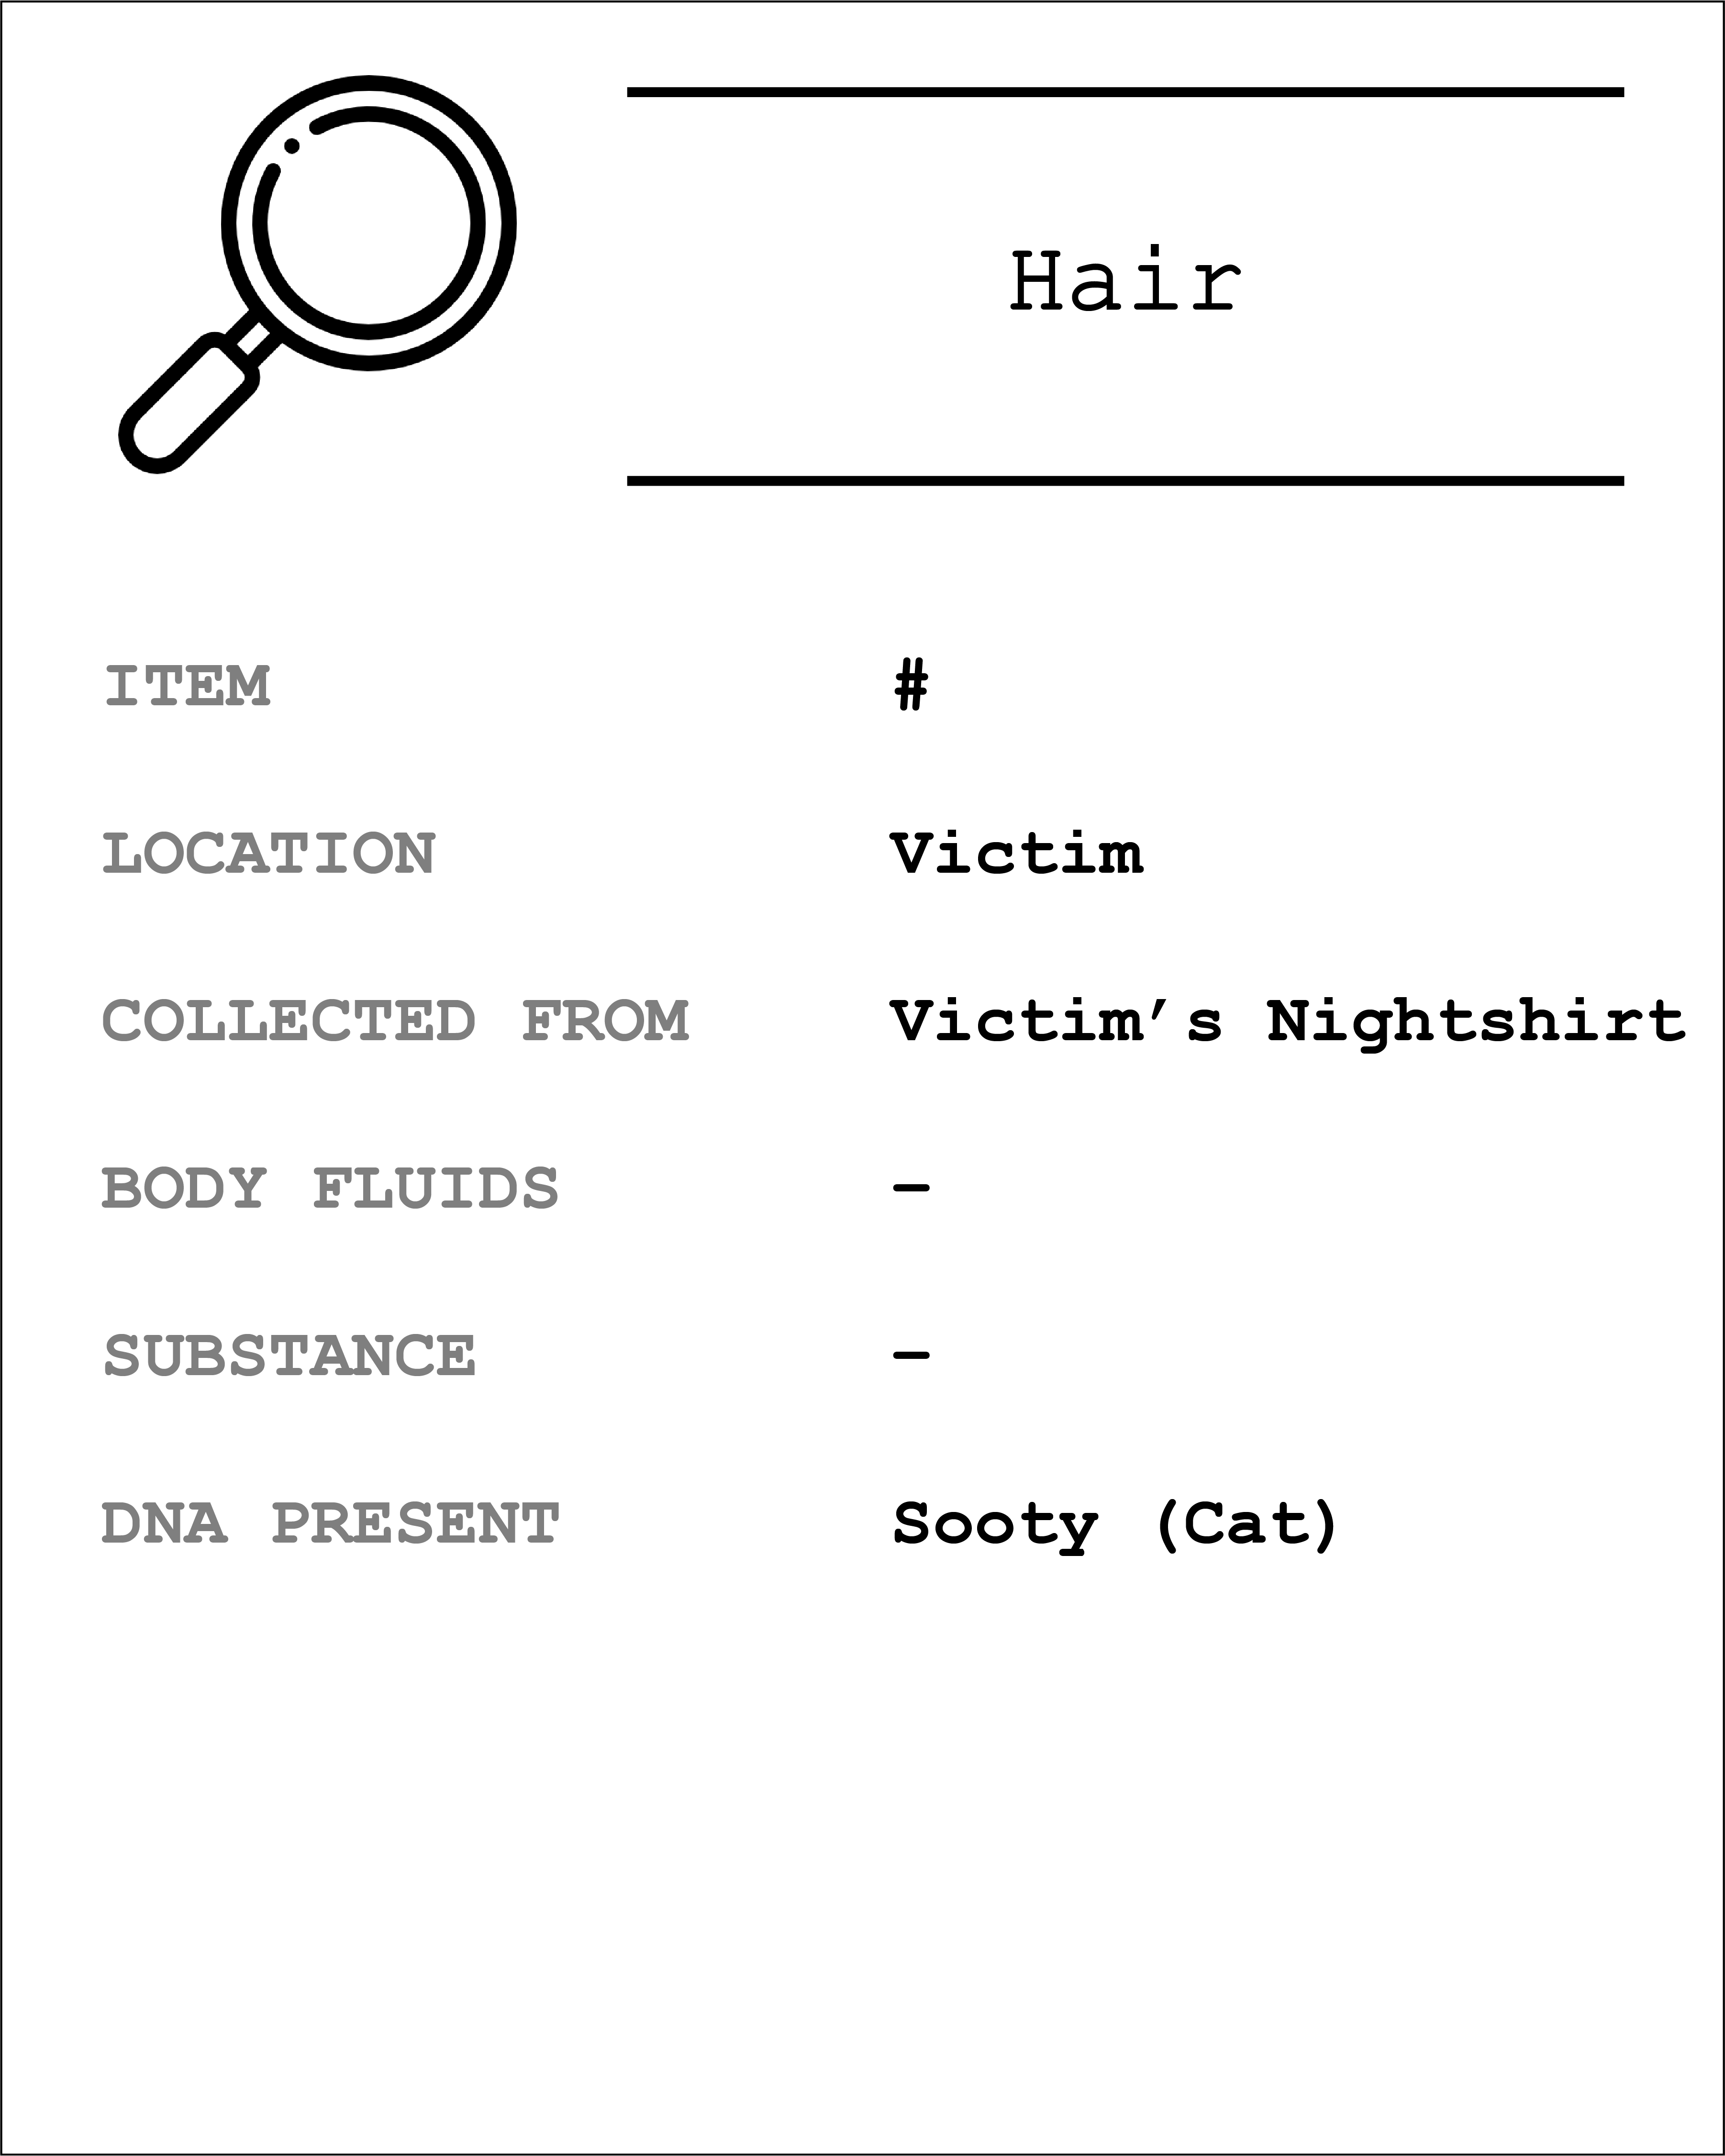 Hair
ITEM #
LOCATION Victim
COLLECTED FROM Victim’s Nightshirt
BODY FLUIDS –
SUBSTANCE –
DNA PRESENT Sooty (Cat)